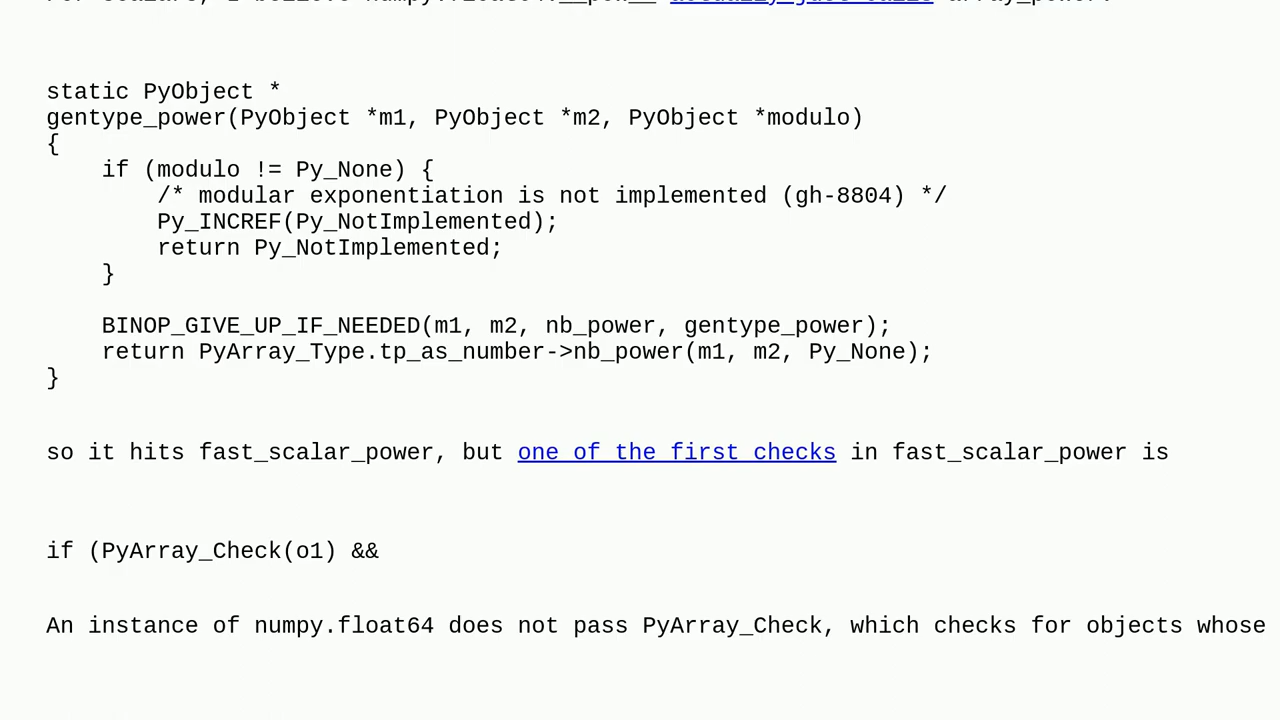 static PyObject *
gentype_power(PyObject *m1, PyObject *m2, PyObject *modulo)
{
    if (modulo != Py_None) {
        /* modular exponentiation is not implemented (gh-8804) */
        Py_INCREF(Py_NotImplemented);
        return Py_NotImplemented;
    }
    BINOP_GIVE_UP_IF_NEEDED(m1, m2, nb_power, gentype_power);
    return PyArray_Type.tp_as_number->nb_power(m1, m2, Py_None);
}
so it hits fast_scalar_power, but one of the first checks in fast_scalar_power is
if (PyArray_Check(o1) &&
An instance of numpy.float64 does not pass PyArray_Check, which checks for objects whose